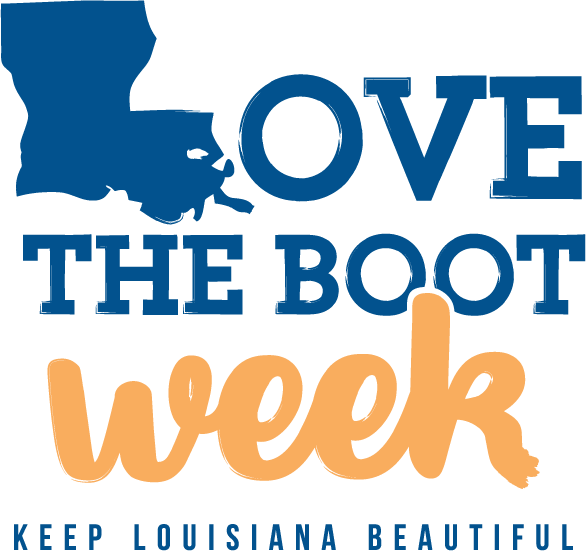 LOVE
THE BOOT
week
KEEP LOUISIANA BEAUTIFUL